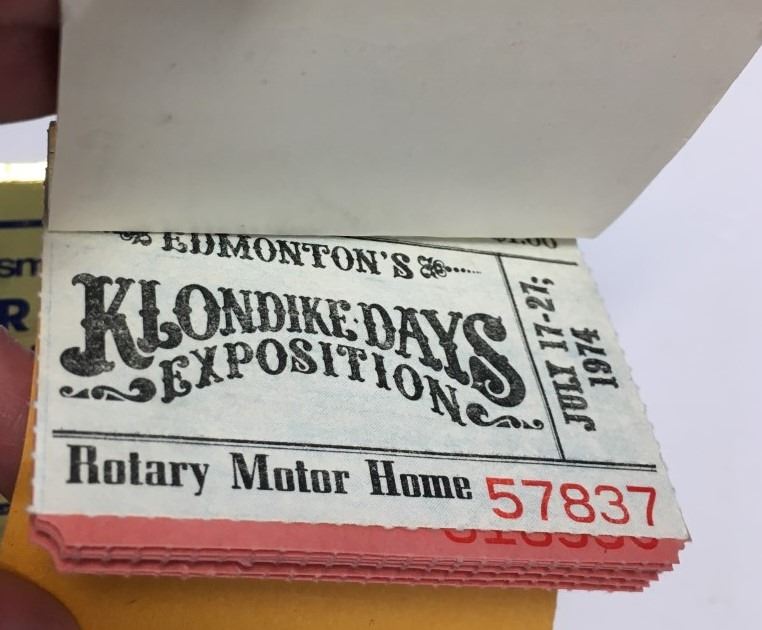 EDMONTON'S
KLONDIKE·DAYS
EXPOSITION
JULY 17-27;
1974
Rotary Motor Home
57837